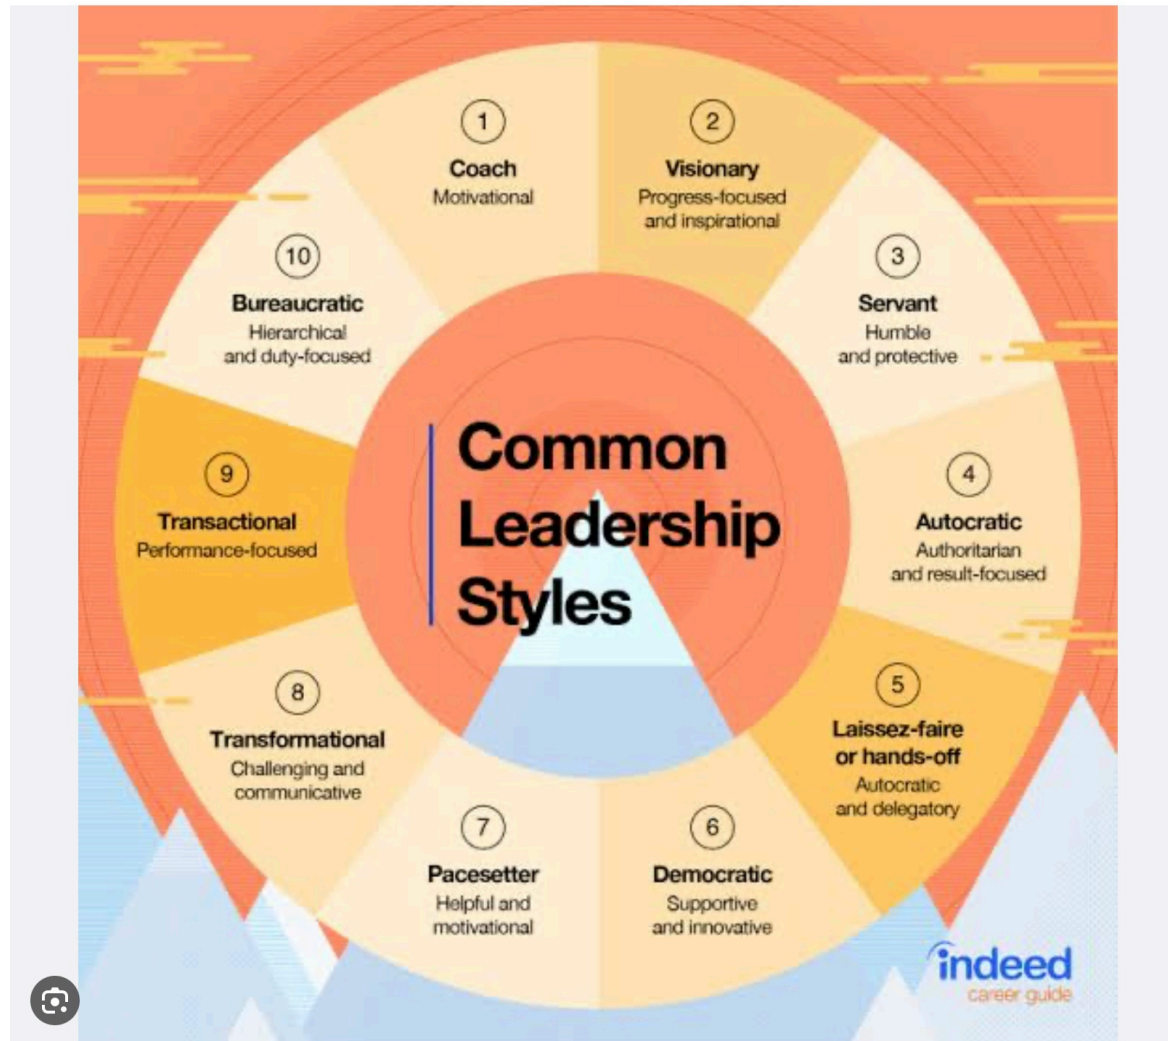 Common
Leadership
Styles
1
Coach
Motivational
2
Visionary
Progress-focused
and inspirational
3
Servant
Humble
and protective
4
Autocratic
Authoritarian
and result-focused
5
Laissez-faire
or hands-off
Autocratic
and delegatory
6
Democratic
Supportive
and innovative
7
Pacesetter
Helpful and
motivational
8
Transformational
Challenging and
communicative
9
Transactional
Performance-focused
10
Bureaucratic
Hierarchical
and duty-focused
indeed
career guide